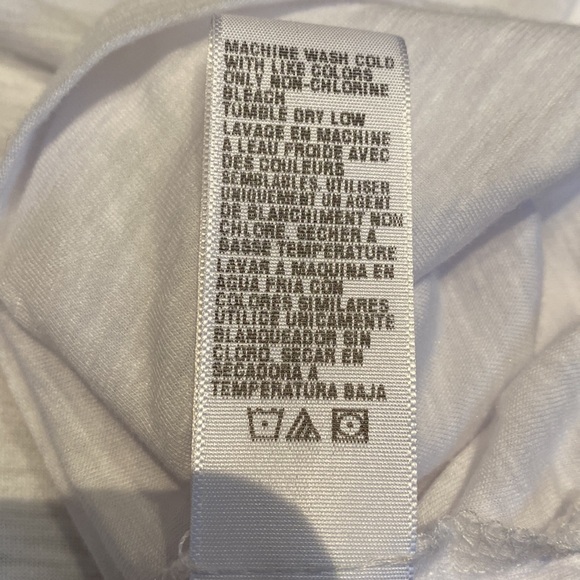 MACHINE WASH COLD
WITH LIKE COLORS
ONLY NON-CHLORINE
BLEACH
TUMBLE DRY LOW
LAVAGE EN MACHINE
A LEAU FROIDE AVEC
DES COULEURS
SEMBLABLES, UTILISER
UNIQUEMENT UN AGENT
DE BLANCHIMENT NON
CHLORE, SECHER A
BASSE TEMPERATURE
LAVAR A MAQUINA EN
AGUA FRIA CON
COLORES SIMILARES,
UTILICE UNICAMENTE
BLANQUEADOR SIN
CLORO, SECAR EN
SECADORA A
TEMPERATURA BAJA